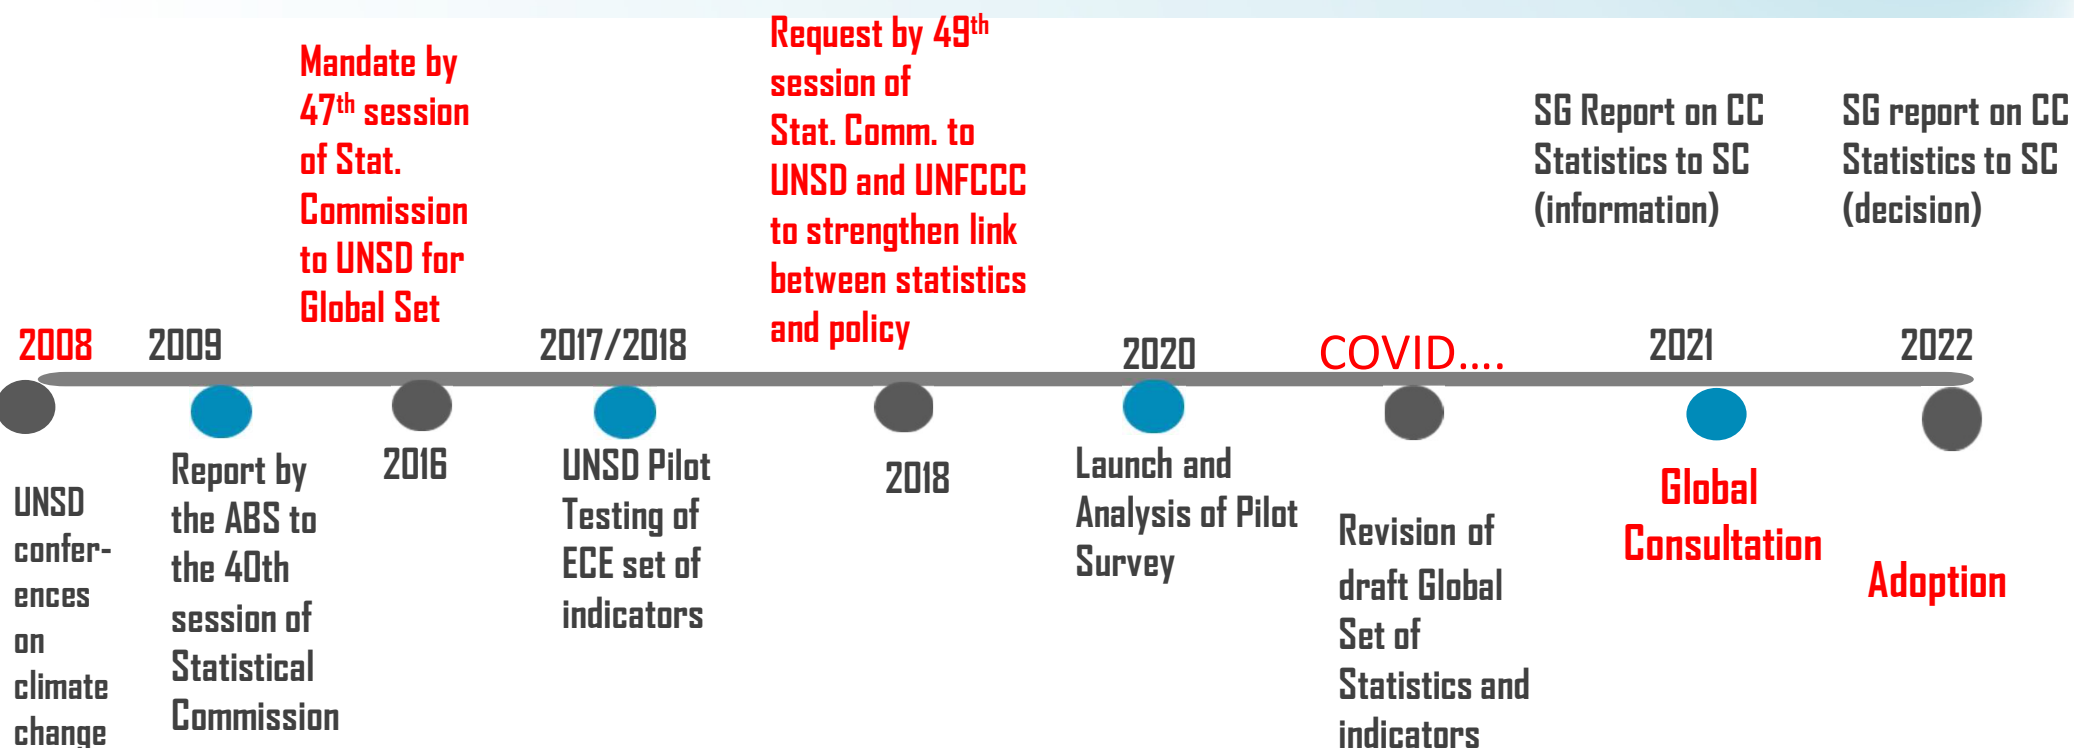 2008
UNSD
confer-
ences
on
climate
change
2009
Report by
the ABS to
the 40th
session of
Statistical
Commission
Mandate by
47th session
of Stat.
Commission
to UNSD for
Global Set
2016
2017/2018
UNSD Pilot
Testing of
ECE set of
indicators
Request by 49th
session of
Stat. Comm. to
UNSD and UNFCCC
to strengthen link
between statistics
and policy
2018
2020
Launch and
Analysis of Pilot
Survey
COVID....
Revision of
draft Global
Set of
Statistics and
indicators
SG Report on CC
Statistics to SC
(information)
2021
Global
Consultation
SG report on CC
Statistics to SC
(decision)
2022
Adoption